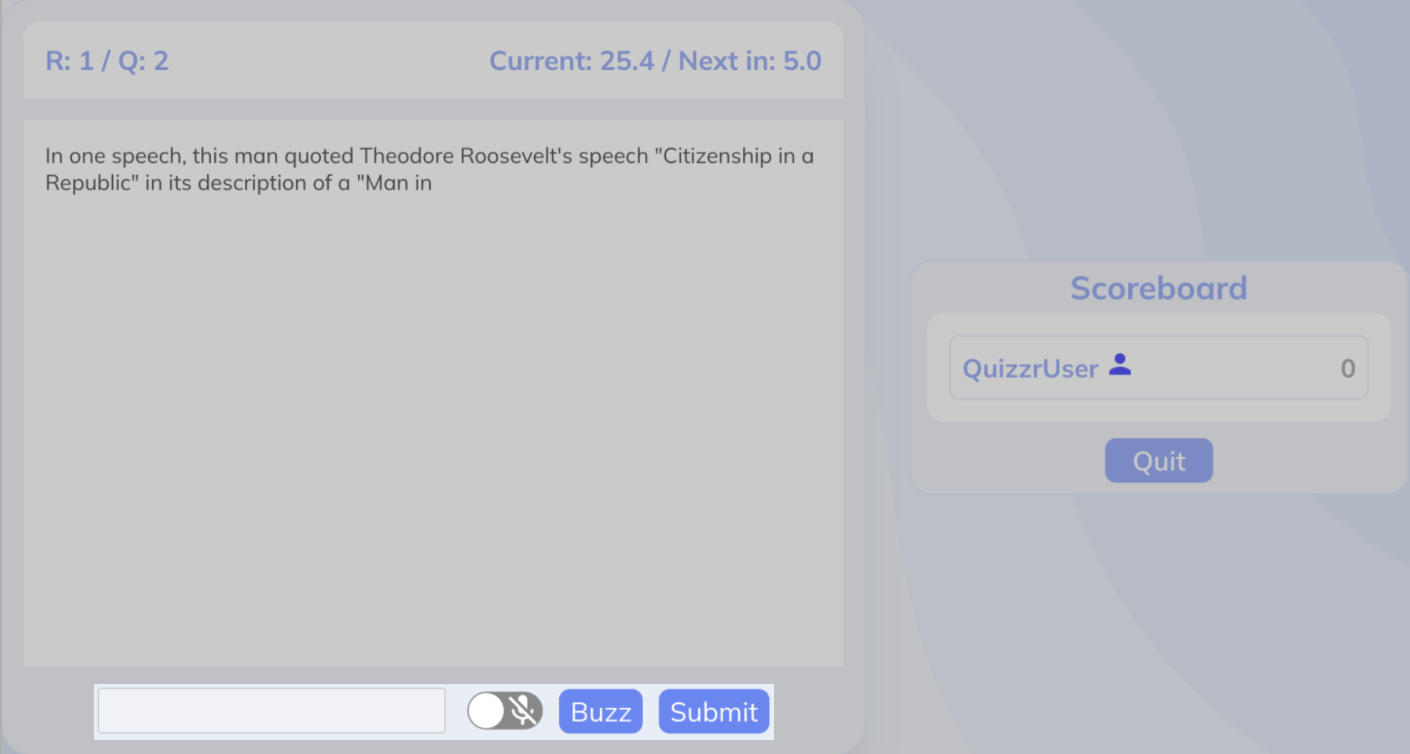 R: 1 / Q: 2
Current: 25.4 / Next in: 5.0
In one speech, this man quoted Theodore Roosevelt's speech "Citizenship in a
Republic" in its description of a "Man in
Scoreboard
QuizzrUser 0
Quit
Buzz
Submit